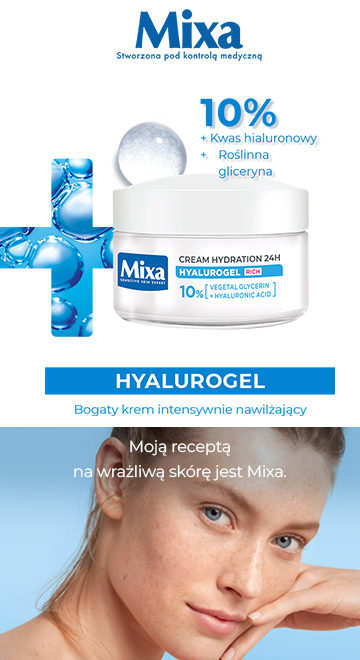 Mixa
Stworzona pod kontrolą medyczną
10%
+ Kwas hialuronowy
+ Roślinna
gliceryna
CREAM HYDRATION 24H
Mixa
SENSITIVE SKIN EXPERT
HYALUROGEL RICH
10% [VEGETAL GLYCERIN
+ HYALURONIC ACID]
HYALUROGEL
Bogaty krem intensywnie nawilżający
Moją receptą
na wrażliwą skórę jest Mixa.